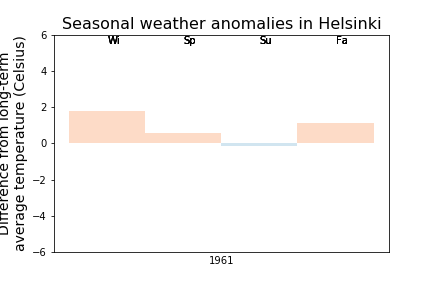 Seasonal weather anomalies in Helsinki
Wi Sp Su Fa
Difference from long-term
average temperature (Celsius)
6
4
2
0
−2
−4
−6
1961